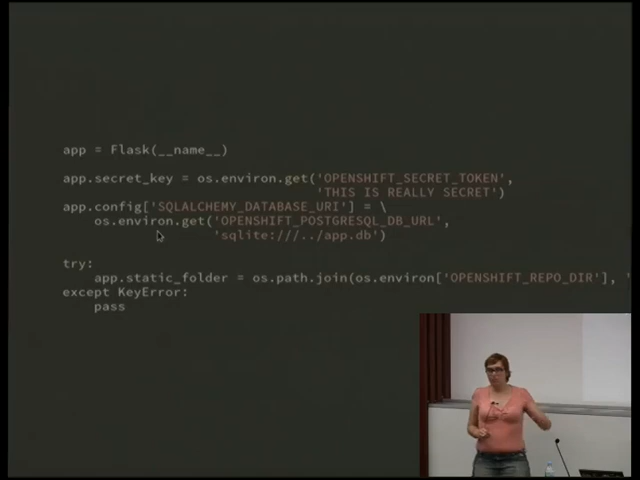 app = Flask(__name__)
app.secret_key = os.environ.get('OPENSHIFT_SECRET_TOKEN',
'THIS IS REALLY SECRET')
app.config['SQLALCHEMY_DATABASE_URI'] = \
os.environ.get('OPENSHIFT_POSTGRESQL_DB_URL',
'sqlite:///../app.db')
try:
app.static_folder = os.path.join(os.environ['OPENSHIFT_REPO_DIR'], '
except KeyError:
pass